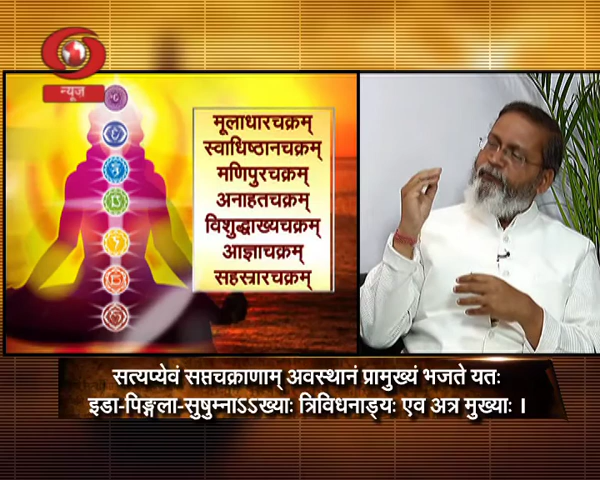 न्यूज़
मूलाधारचक्रम्
स्वाधिष्ठानचक्रम्
मणिपुरचक्रम्
अनाहतचक्रम्
विशुद्धाख्यचक्रम्
आज्ञाचक्रम्
सहस्त्रारचक्रम्
सत्यप्येवं सप्तचक्राणाम् अवस्थानं प्रामुख्यं भजते यतः
इडा-पिङ्गला-सुषुम्नाऽऽख्याः त्रिविधनाड्यः एव अत्र मुख्याः ।